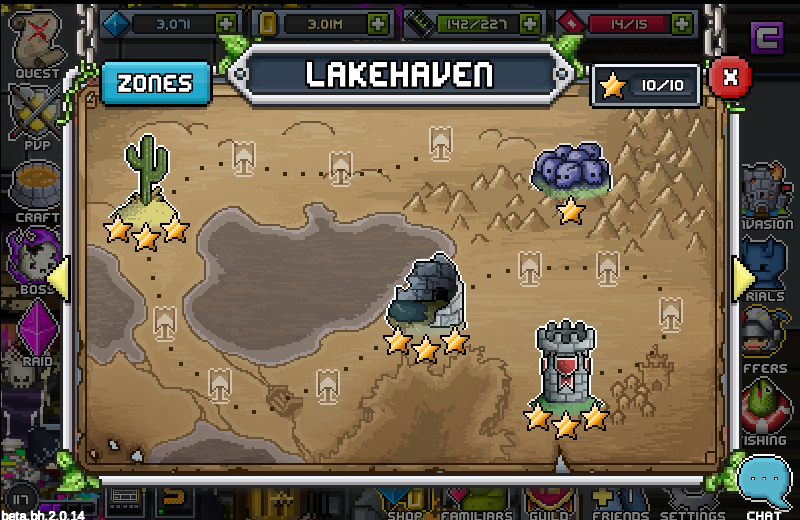 3,071
3.01M
142/227
14/15
QUEST
ZONES
LAKEHAVEN
10/10
X
C
PVP
CRAFT
NVASION
BOSS
RIALS
RAID
FFERS
ISHING
117
SHOP
FAMILIARS
GUILD
FRIENDS
SETTINGS
CHAT
beta.bh.2.0.14